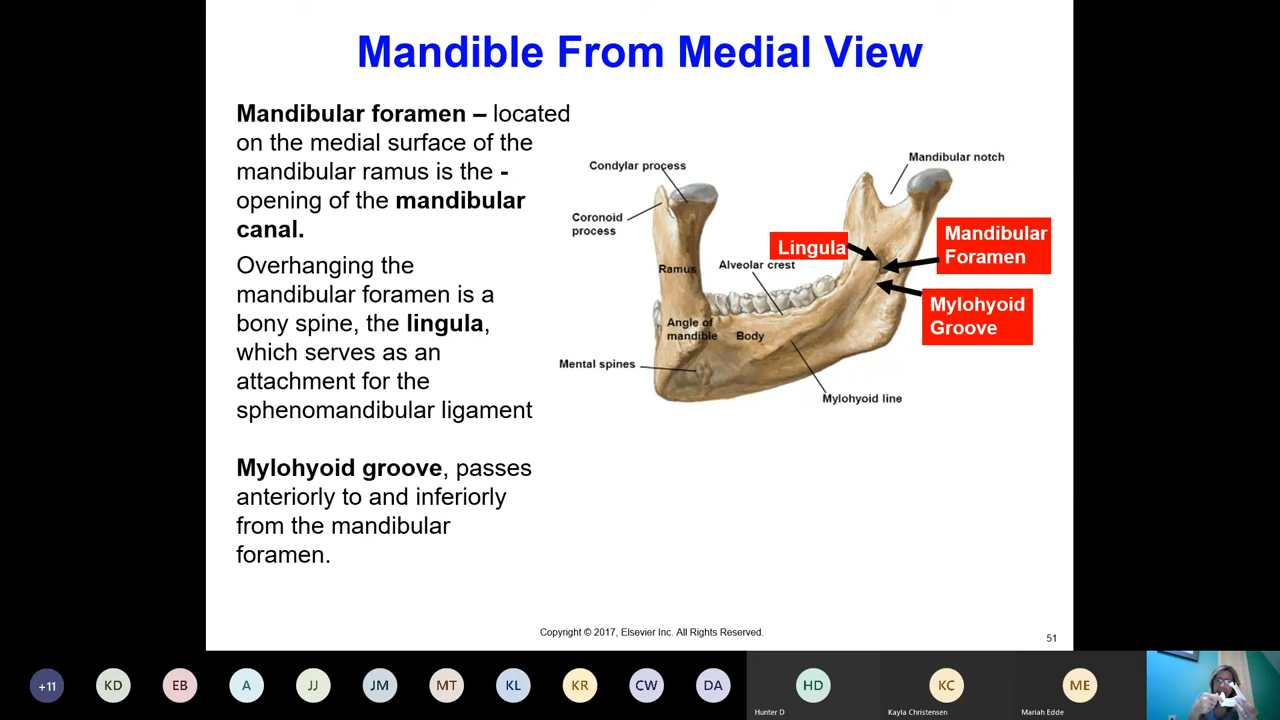 Mandible From Medial View
Mandibular foramen – located
on the medial surface of the
mandibular ramus is the -
opening of the mandibular
canal.
Overhanging the
mandibular foramen is a
bony spine, the lingula,
which serves as an
attachment for the
sphenomandibular ligament
Mylohyoid groove, passes
anteriorly to and inferiorly
from the mandibular
foramen.
Condylar process
Mandibular notch
Coronoid
process
Lingula
Mandibular
Foramen
Ramus
Alveolar crest
Mylohyoid
Groove
Angle of
mandible
Body
Mental spines
Mylohyoid line
Copyright © 2017, Elsevier Inc. All Rights Reserved.
51
+11
KD
EB
A
JJ
JM
MT
KL
KR
CW
DA
HD
Hunter D
KC
Kayla Christensen
ME
Mariah Edde